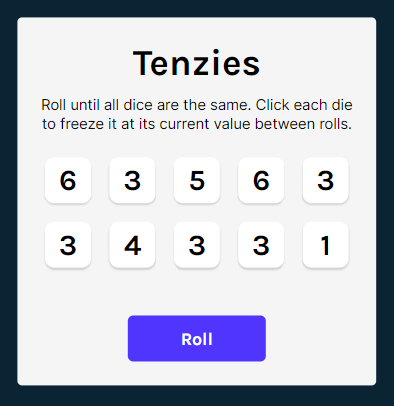 Tenzies
Roll until all dice are the same. Click each die
to freeze it at its current value between rolls.
6 3 5 6 3
3 4 3 3 1
Roll